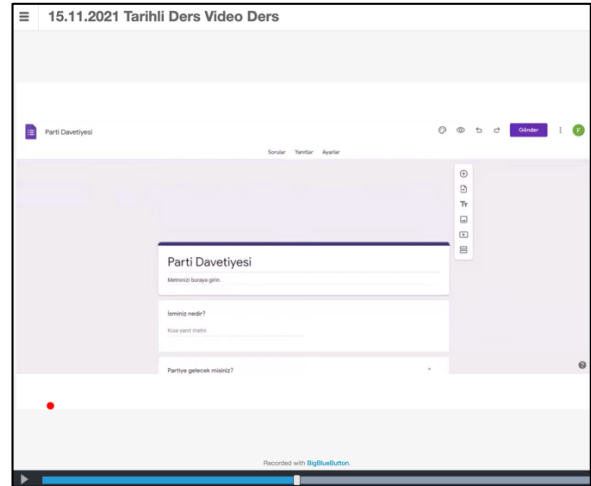 15.11.2021 Tarihli Ders Video Ders
Parti Davetiyesi
Gönder
F
Sorular Yanıtlar Ayarlar
Tr
Parti Davetiyesi
Metninizi buraya girin.
İsminiz nedir?
Kısa yanıt metni
Partiye gelecek misiniz? *
Recorded with BigBlueButton.